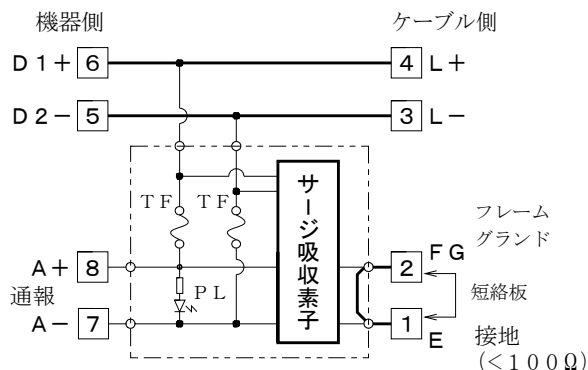 機器側 ケーブル側
D1+ 6 4 L+
D2- 5 3 L-
TF TF サージ吸収素子 フレーム
グランド
A+ 8 2 FG
通報 PL 短絡板
A- 7 1 E
接地
(<100Ω)